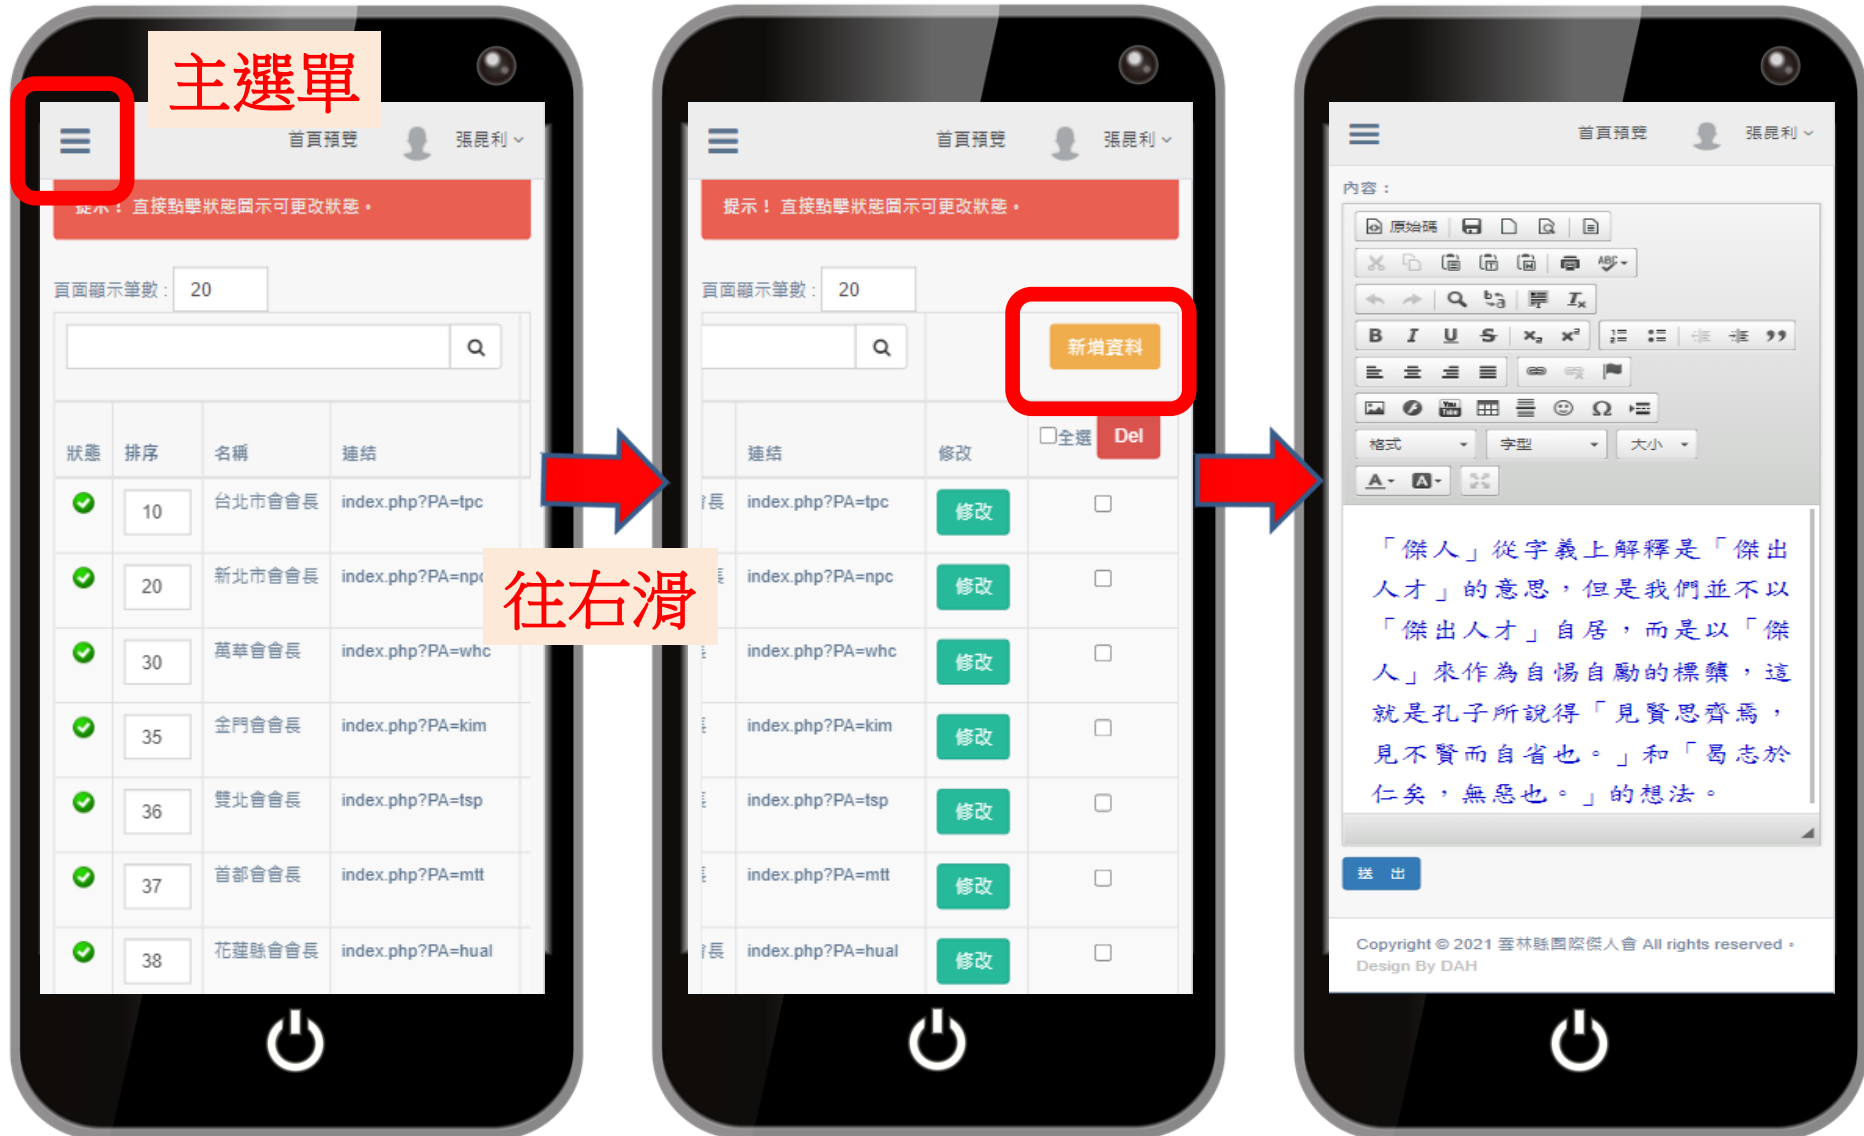 主選單
首頁預覽 張昆利
提示！ 直接點擊狀態圖示可更改狀態。
頁面顯示筆數 : 20
狀態 排序 名稱 連結
10 台北市會會長 index.php?PA=tpc
20 新北市會會長 index.php?PA=npc
30 萬華會會長 index.php?PA=whc
35 金門會會長 index.php?PA=kim
36 雙北會會長 index.php?PA=tsp
37 首都會會長 index.php?PA=mtt
38 花蓮縣會會長 index.php?PA=hual
往右滑
首頁預覽 張昆利
提示！ 直接點擊狀態圖示可更改狀態。
頁面顯示筆數 : 20
新增資料
連結 修改 全選 Del
會長 index.php?PA=tpc 修改
長 index.php?PA=npc 修改
index.php?PA=whc 修改
index.php?PA=kim 修改
index.php?PA=tsp 修改
index.php?PA=mtt 修改
會長 index.php?PA=hual 修改
首頁預覽 張昆利
內容：
原始碼
ABC
B I U S x₂ x²
You Tube Ω
格式 字型 大小
A A
「傑人」從字義上解釋是「傑出
人才」的意思，但是我們並不以
「傑出人才」自居，而是以「傑
人」來作為自惕自勵的標藥，這
就是孔子所說得「見賢思齊焉，
見不賢而自省也。」和「曷志於
仁矣，無惡也。」的想法。
送 出
Copyright © 2021 雲林縣國際傑人會 All rights reserved。
Design By DAH